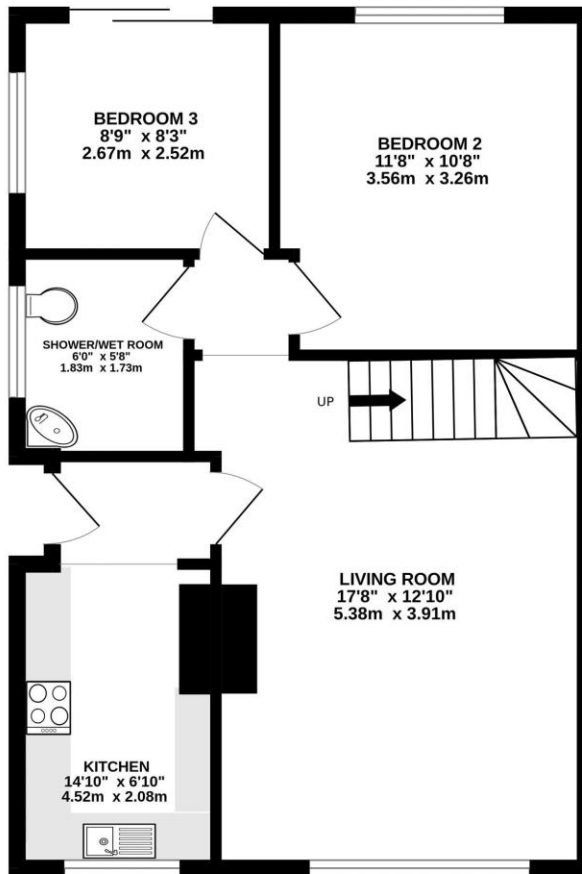 BEDROOM 3
8'9" x 8'3"
2.67m x 2.52m
BEDROOM 2
11'8" x 10'8"
3.56m x 3.26m
SHOWER/WET ROOM
6'0" x 5'8"
1.83m x 1.73m
UP
LIVING ROOM
17'8" x 12'10"
5.38m x 3.91m
KITCHEN
14'10" x 6'10"
4.52m x 2.08m